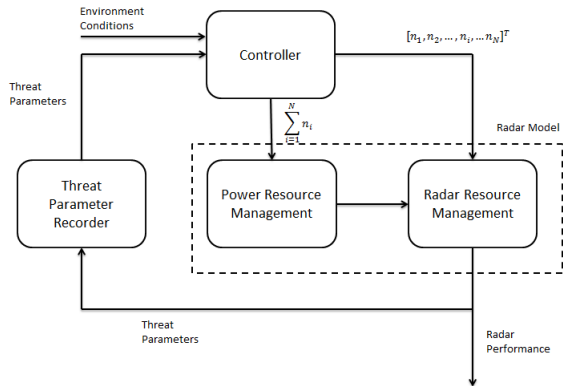 Environment
Conditions
Controller
[n₁, n₂, ..., nᵢ, ... n_N]ᵀ
Threat
Parameters
N
∑ nᵢ
i=1
Radar Model
Threat
Parameter
Recorder
Power Resource
Management
Radar Resource
Management
Threat
Parameters
Radar
Performance